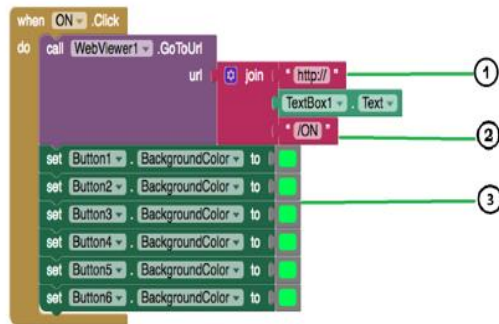 when ON .Click
do call WebViewer1 .GoToUrl
url join " http:// "
TextBox1 . Text
" /ON "
set Button1 . BackgroundColor to
set Button2 . BackgroundColor to
set Button3 . BackgroundColor to
set Button4 . BackgroundColor to
set Button5 . BackgroundColor to
set Button6 . BackgroundColor to
1
2
3